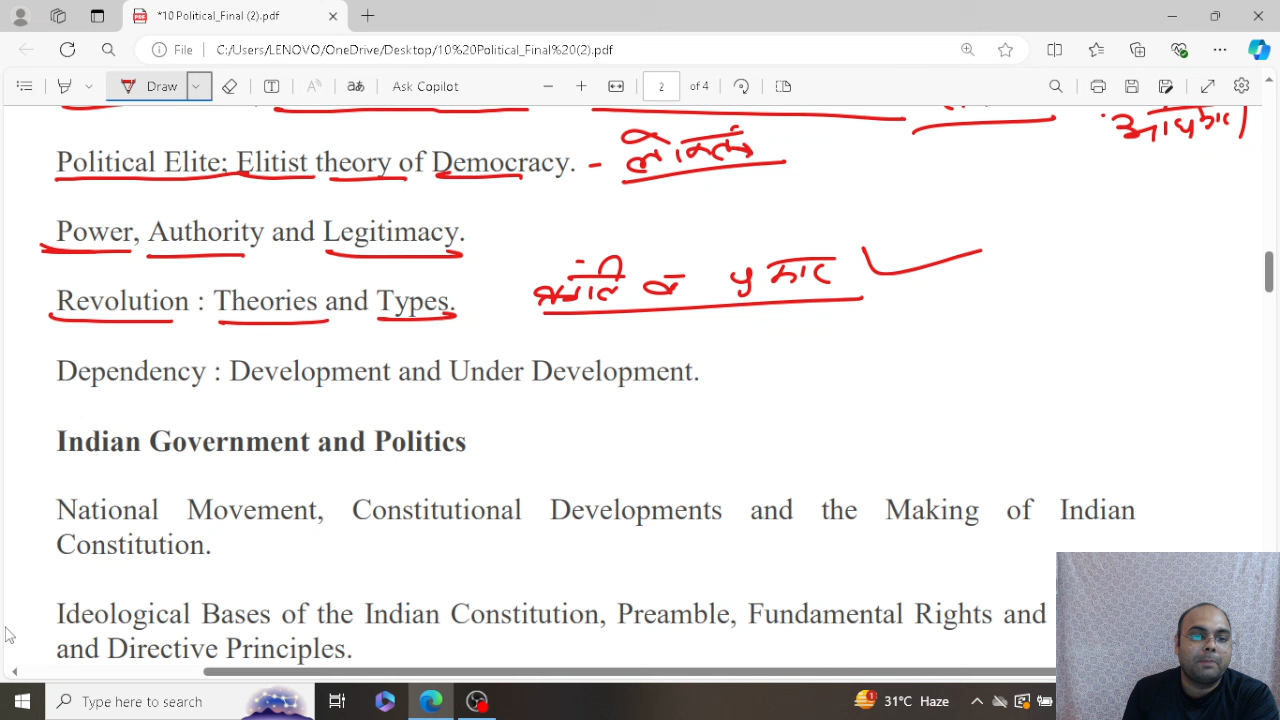 *10 Political_Final (2).pdf
File C:/Users/LENOVO/OneDrive/Desktop/10%20Political_Final%20(2).pdf
Draw Ask Copilot 2 of 4
Political Elite; Elitist theory of Democracy. - लोकतंत्र
Power, Authority and Legitimacy.
क्रांति के प्रकार
Revolution : Theories and Types.
Dependency : Development and Under Development.
Indian Government and Politics
National Movement, Constitutional Developments and the Making of Indian
Constitution.
Ideological Bases of the Indian Constitution, Preamble, Fundamental Rights and
and Directive Principles.
Type here to search 31°C Haze